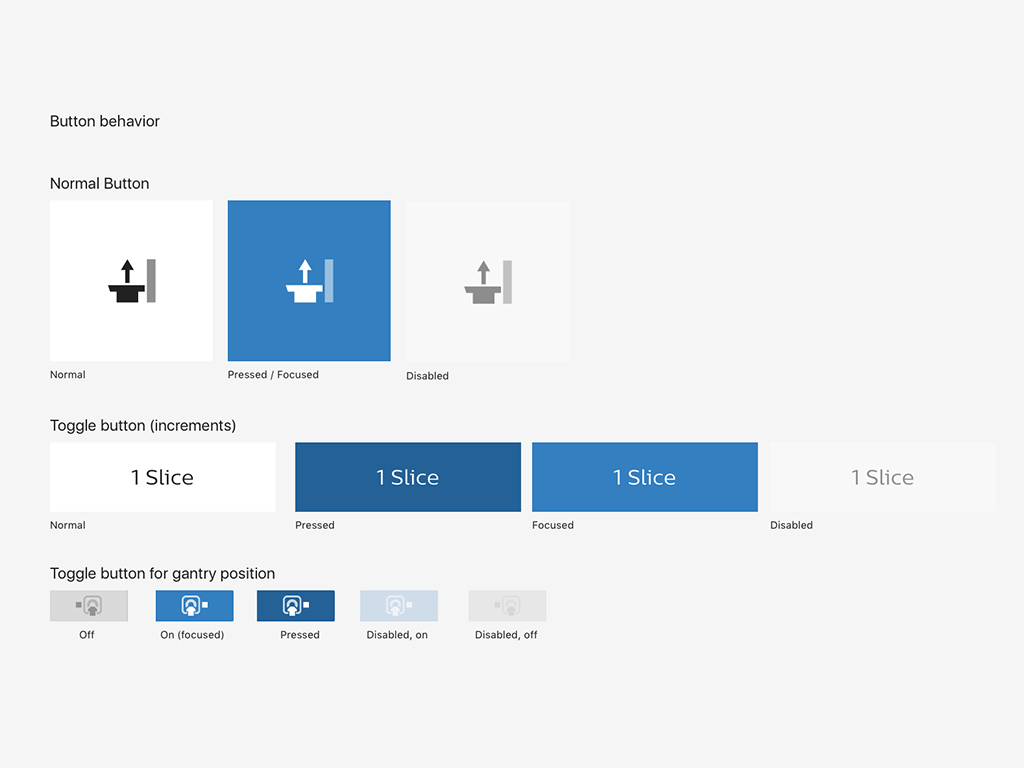 Button behavior
Normal Button
Normal
Pressed / Focused
Disabled
Toggle button (increments)
1 Slice
1 Slice
1 Slice
1 Slice
Normal
Pressed
Focused
Disabled
Toggle button for gantry position
Off
On (focused)
Pressed
Disabled, on
Disabled, off